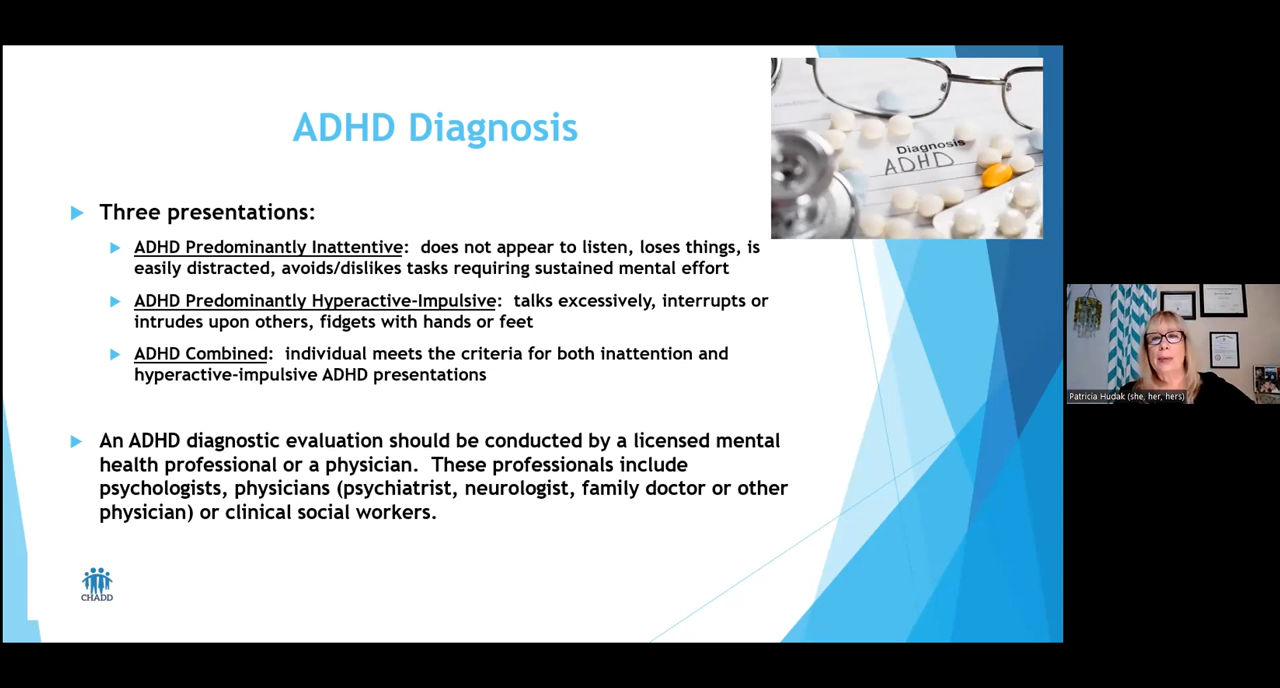 ADHD Diagnosis
Diagnosis
ADHD
Three presentations:
ADHD Predominantly Inattentive: does not appear to listen, loses things, is
easily distracted, avoids/dislikes tasks requiring sustained mental effort
ADHD Predominantly Hyperactive-Impulsive: talks excessively, interrupts or
intrudes upon others, fidgets with hands or feet
ADHD Combined: individual meets the criteria for both inattention and
hyperactive-impulsive ADHD presentations
An ADHD diagnostic evaluation should be conducted by a licensed mental
health professional or a physician. These professionals include
psychologists, physicians (psychiatrist, neurologist, family doctor or other
physician) or clinical social workers.
CHADD
Patricia Hudak (she, her, hers)